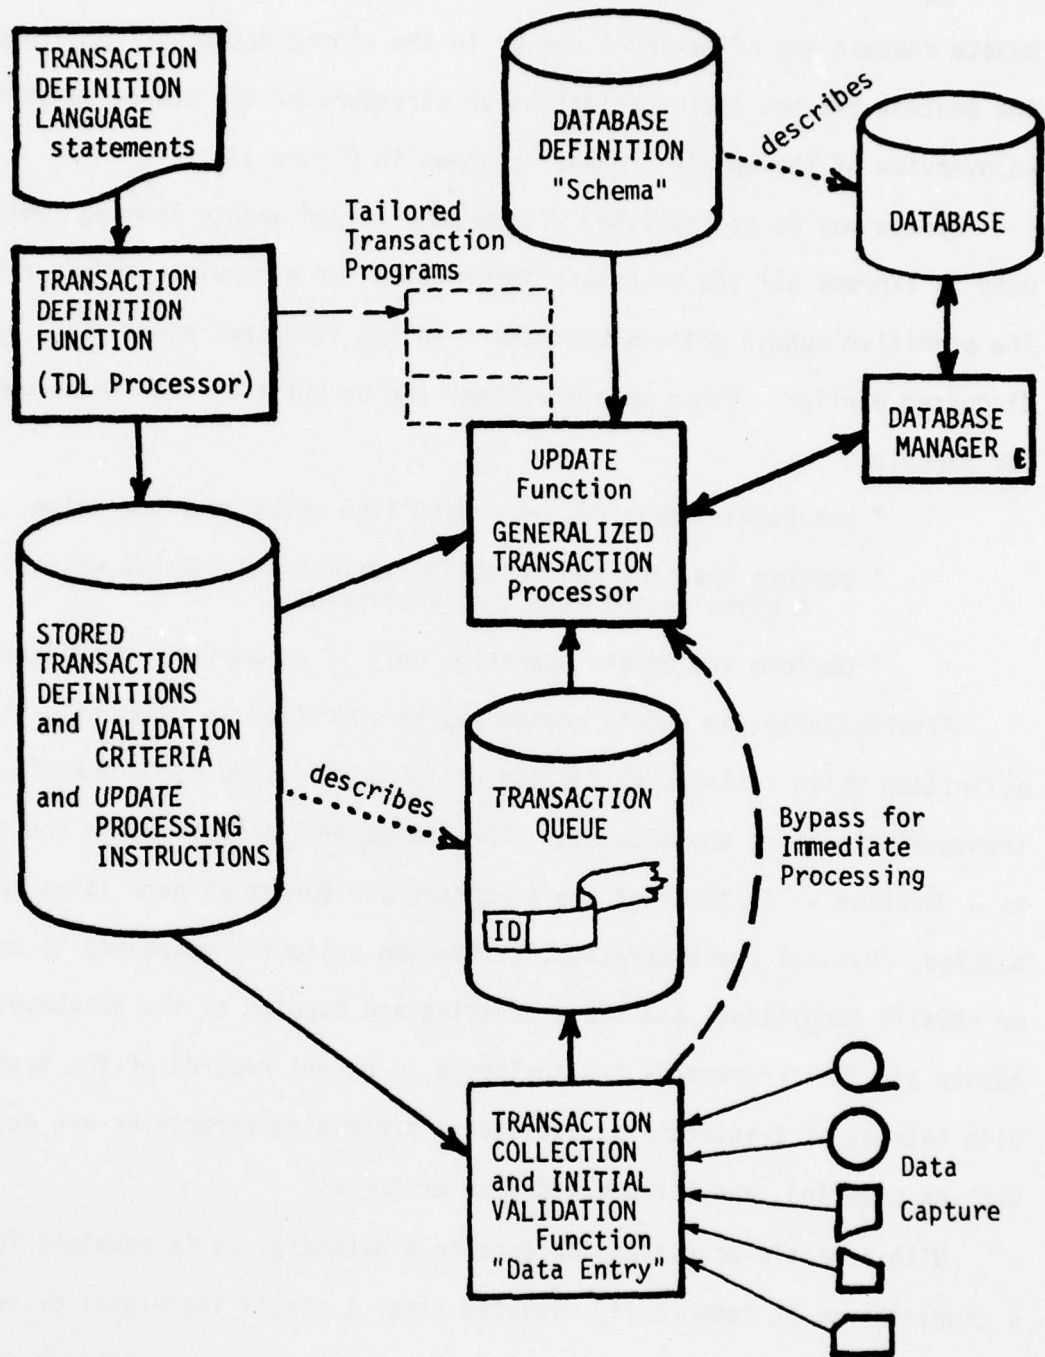 TRANSACTION
DEFINITION
LANGUAGE
statements
DATABASE
DEFINITION
"Schema"
describes
DATABASE
Tailored
Transaction
Programs
TRANSACTION
DEFINITION
FUNCTION
(TDL Processor)
DATABASE
MANAGER
UPDATE
Function
GENERALIZED
TRANSACTION
Processor
STORED
TRANSACTION
DEFINITIONS
and VALIDATION
CRITERIA
and UPDATE
PROCESSING
INSTRUCTIONS
describes
TRANSACTION
QUEUE
ID
Bypass for
Immediate
Processing
TRANSACTION
COLLECTION
and INITIAL
VALIDATION
Function
"Data Entry"
Data
Capture